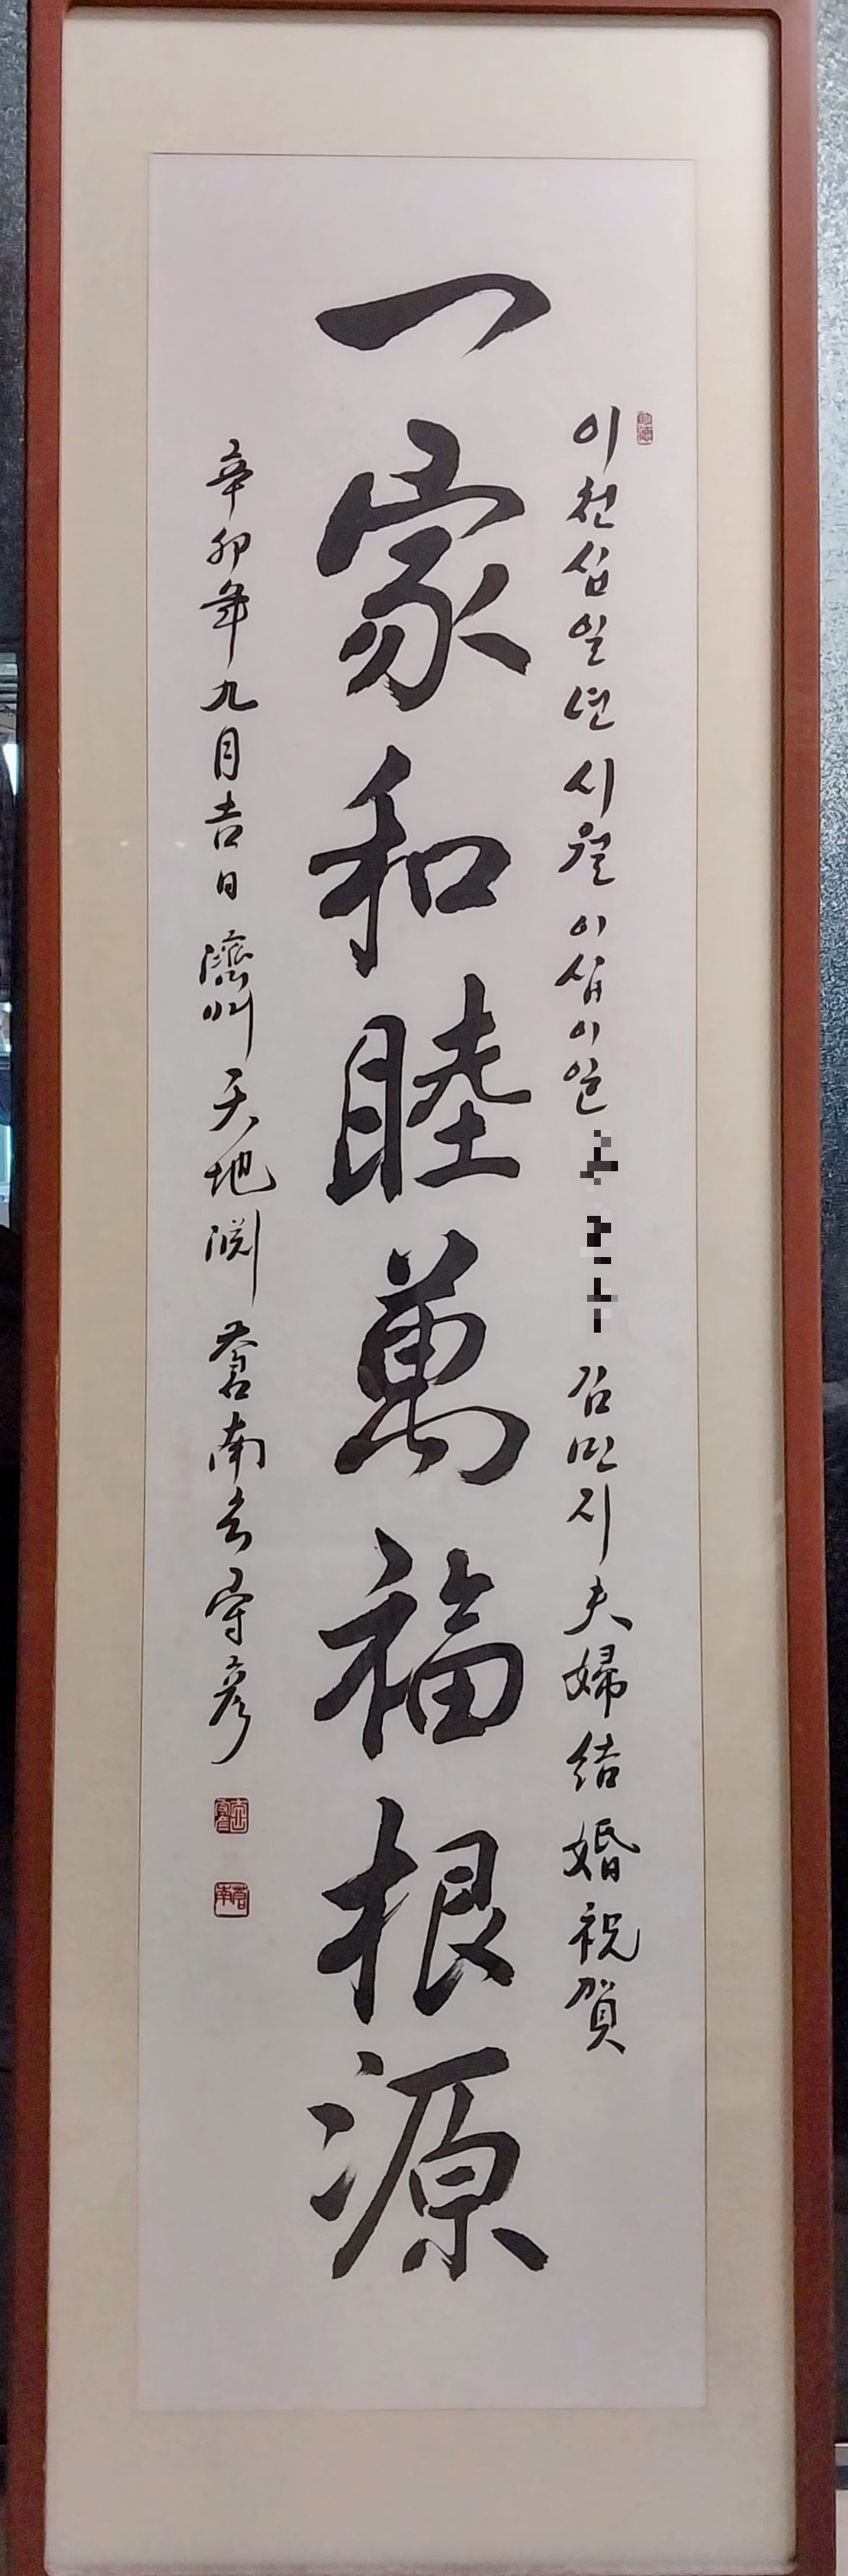 이천십일년 시월 이십이일 김민지 夫婦 結婚 祝賀
一家和睦萬福根源
辛卯年 九月 吉日 濟州 天地淵 蒼南 守彦